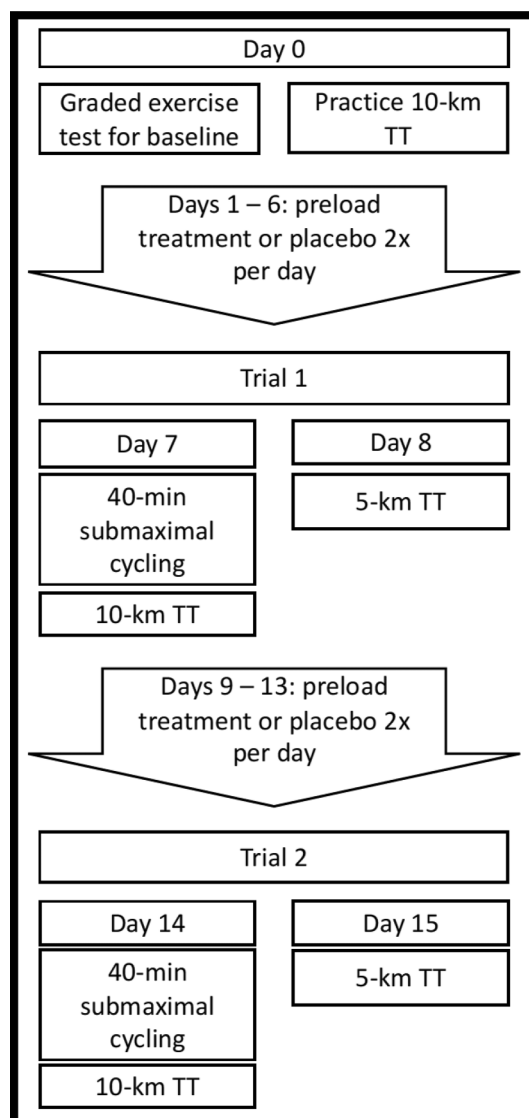 Day 0
Graded exercise
test for baseline
Practice 10-km
TT
Days 1 – 6: preload
treatment or placebo 2x
per day
Trial 1
Day 7
40-min
submaximal
cycling
10-km TT
Day 8
5-km TT
Days 9 – 13: preload
treatment or placebo 2x
per day
Trial 2
Day 14
40-min
submaximal
cycling
10-km TT
Day 15
5-km TT